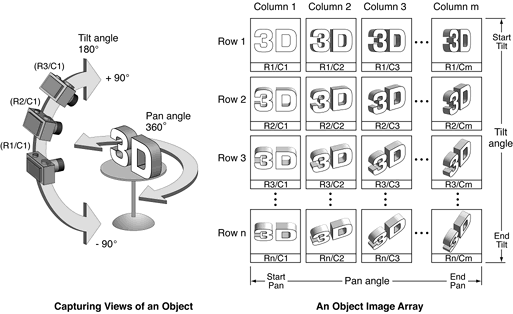 Tilt angle
180°
(R3/C1)
+ 90°
(R2/C1)
Pan angle
360°
(R1/C1)
3D
- 90°
Capturing Views of an Object
Column 1 Column 2 Column 3 Column m
Row 1 3D 3D 3D ••• 3D
R1/C1 R1/C2 R1/C3 R1/Cm
Start
Tilt
Row 2 3D 3D 3D ••• 3D
R2/C1 R2/C2 R2/C3 R2/Cm
Tilt
angle
Row 3 3D 3D 3D ••• 3D
R3/C1 R3/C2 R3/C3 R3/Cm
Row n 3D 3D 3D ••• 3D
Rn/C1 Rn/C2 Rn/C3 Rn/Cm
End
Tilt
Start
Pan
Pan angle
End
Pan
An Object Image Array